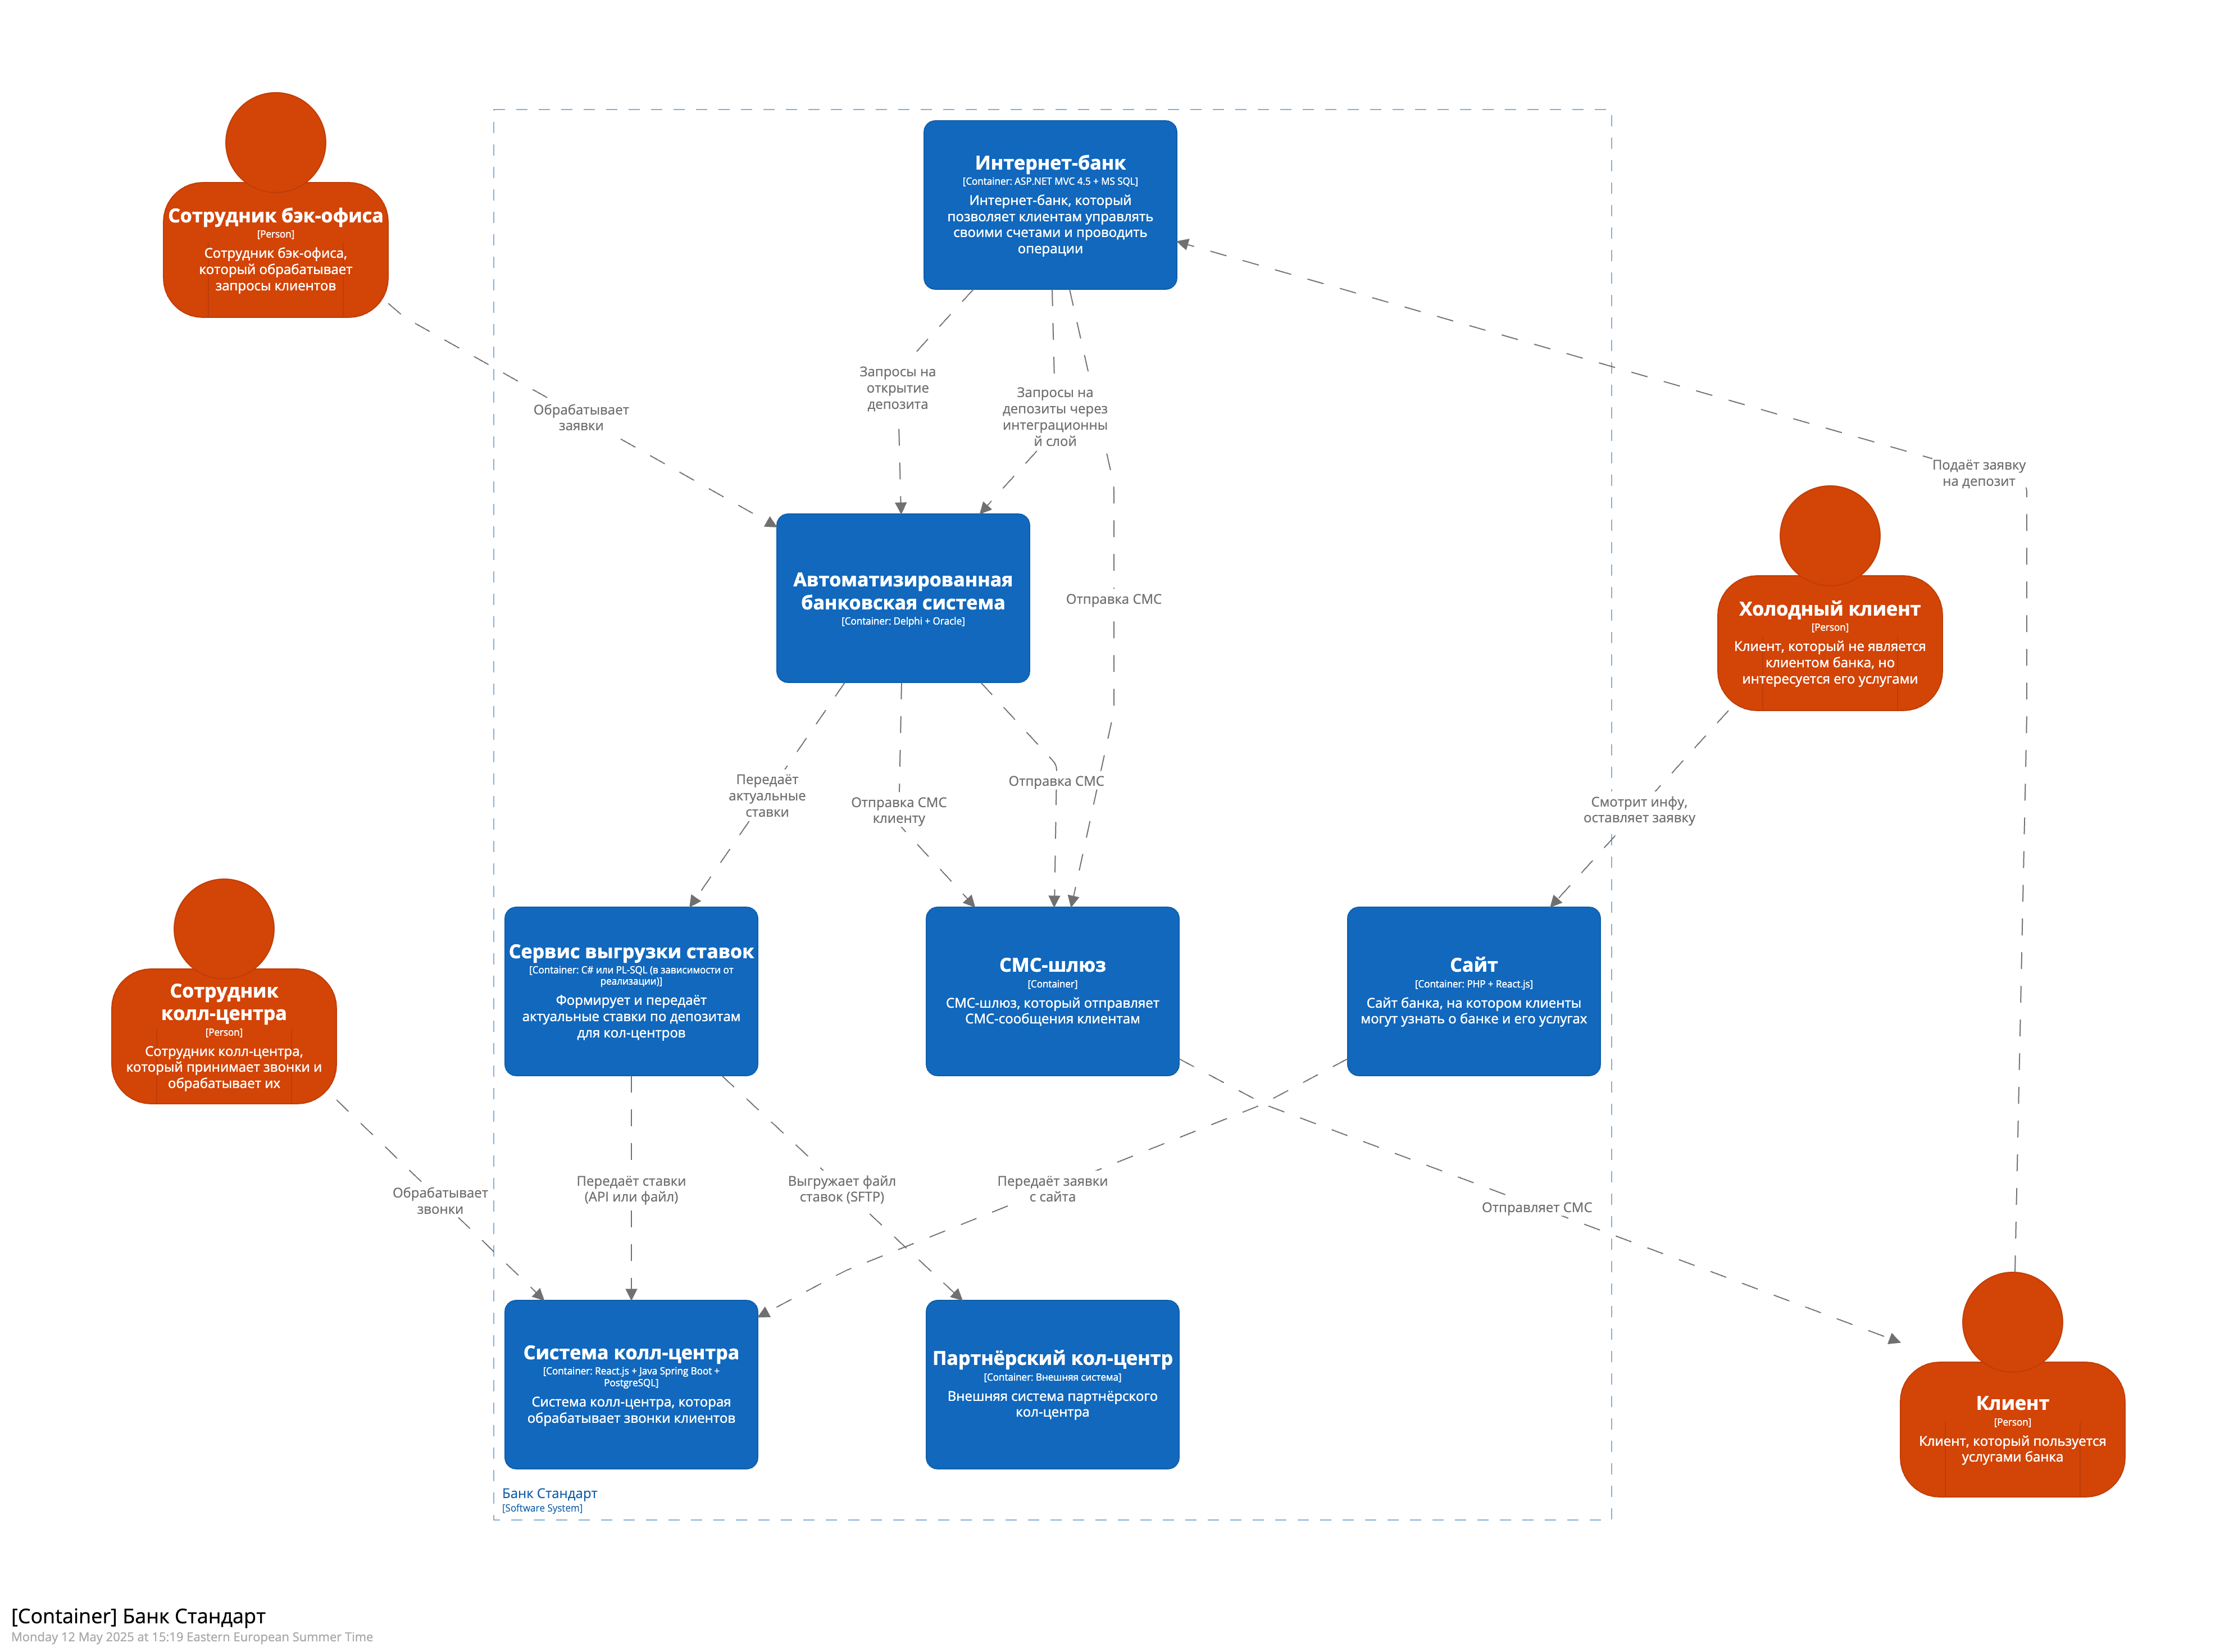 Интернет-банк
[Container: ASP.NET MVC 4.5 + MS SQL]
Интернет-банк, который
позволяет клиентам управлять
своими счетами и проводить
операции
Сотрудник бэк-офиса
[Person]
Сотрудник бэк-офиса,
который обрабатывает
запросы клиентов
Запросы на
открытие
депозита
Запросы на
депозиты через
интеграционны
й слой
Обрабатывает
заявки
Подаёт заявку
на депозит
Автоматизированная
банковская система
[Container: Delphi + Oracle]
Отправка СМС
Холодный клиент
[Person]
Клиент, который не является
клиентом банка, но
интересуется его услугами
Передаёт
актуальные
ставки
Отправка СМС
клиенту
Отправка СМС
Смотрит инфу,
оставляет заявку
Сотрудник
колл-центра
[Person]
Сотрудник колл-центра,
который принимает звонки и
обрабатывает их
Сервис выгрузки ставок
[Container: C# или PL-SQL (в зависимости от
реализации)]
Формирует и передаёт
актуальные ставки по депозитам
для кол-центров
СМС-шлюз
[Container]
СМС-шлюз, который отправляет
СМС-сообщения клиентам
Сайт
[Container: PHP + React.js]
Сайт банка, на котором клиенты
могут узнать о банке и его услугах
Обрабатывает
звонки
Передаёт ставки
(API или файл)
Выгружает файл
ставок (SFTP)
Передаёт заявки
с сайта
Отправляет СМС
Система колл-центра
[Container: React.js + Java Spring Boot +
PostgreSQL]
Система колл-центра, которая
обрабатывает звонки клиентов
Партнёрский кол-центр
[Container: Внешняя система]
Внешняя система партнёрского
кол-центра
Клиент
[Person]
Клиент, который пользуется
услугами банка
Банк Стандарт
[Software System]
[Container] Банк Стандарт
Monday 12 May 2025 at 15:19 Eastern European Summer Time